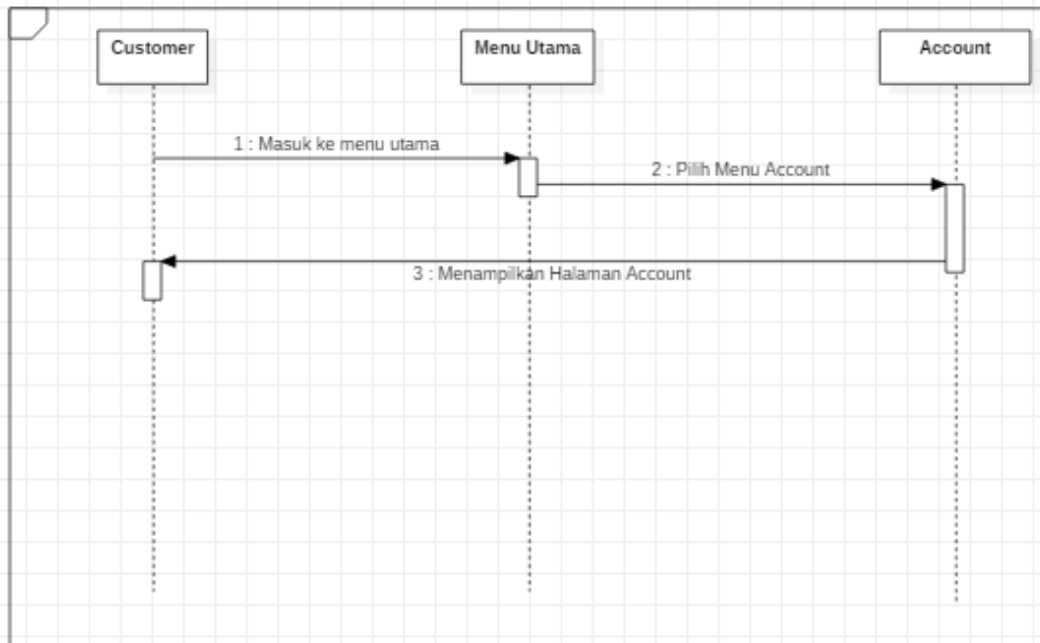 Customer
Menu Utama
Account
1 : Masuk ke menu utama
2 : Pilih Menu Account
3 : Menampilkan Halaman Account